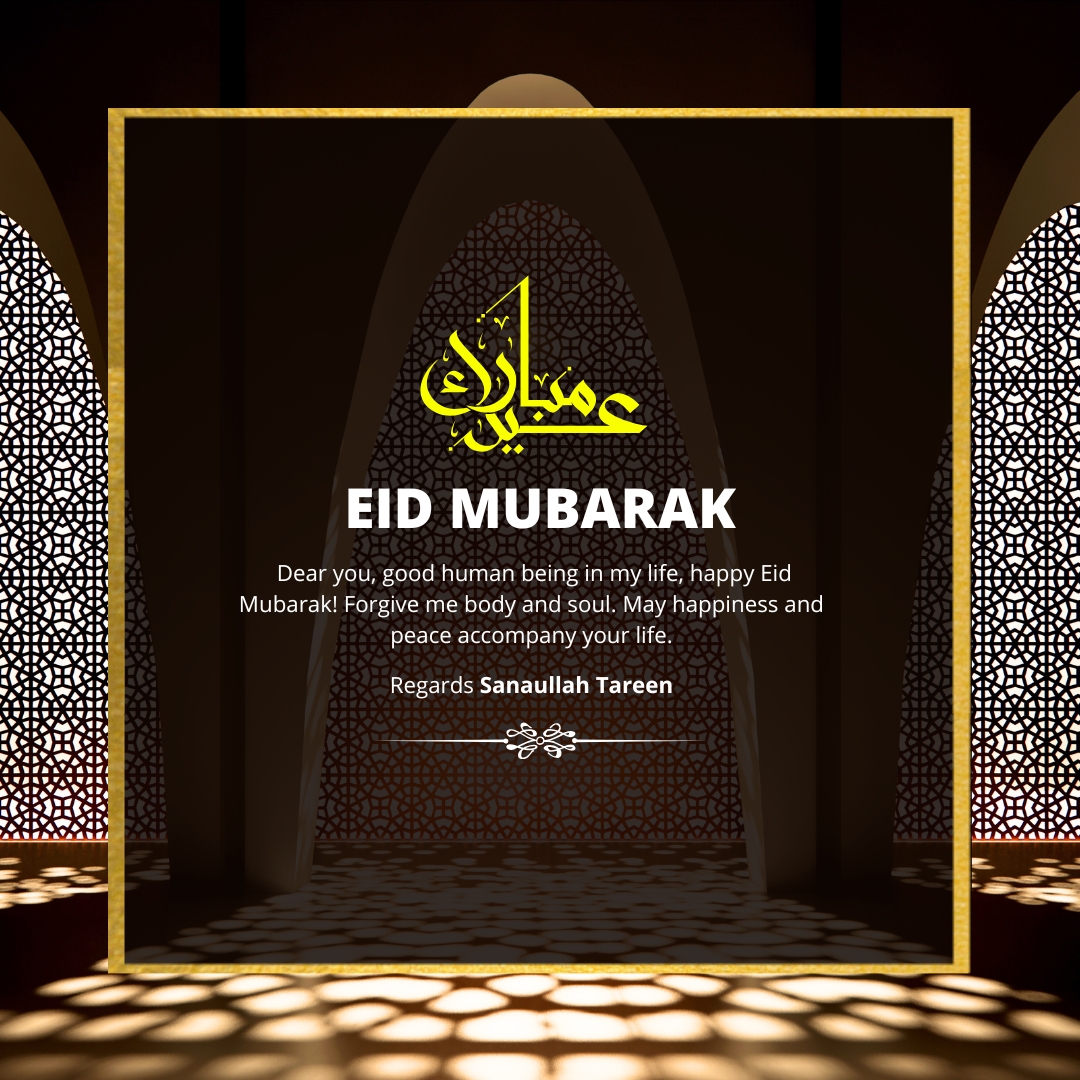 عيد مبارك
EID MUBARAK
Dear you, good human being in my life, happy Eid
Mubarak! Forgive me body and soul. May happiness and
peace accompany your life.
Regards Sanaullah Tareen